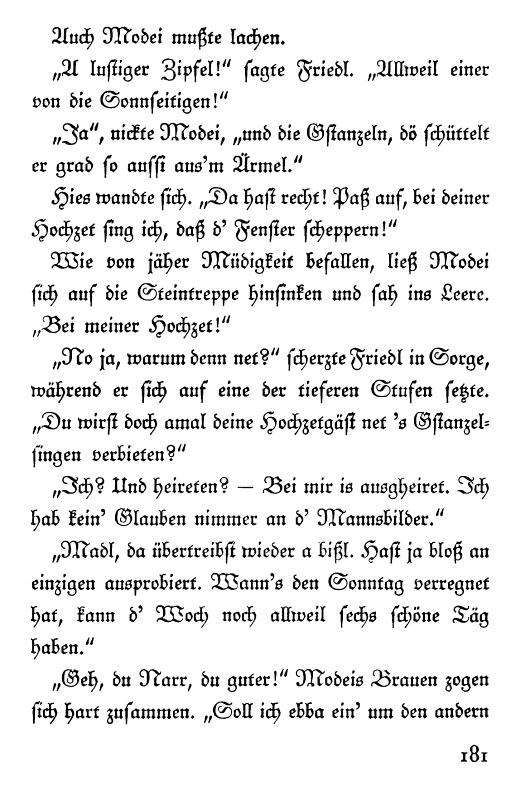 Auch Modei mußte lachen.
„A lustiger Zipfel!“ sagte Friedl. „Allweil einer
von die Sonnseitigen!“
„Ja“, nickte Modei, „und die Gstanzeln, dö schüttelt
er grad so aussi aus’m Ärmel.“
Hies wandte sich. „Da hast recht! Paß auf, bei deiner
Hochzet sing ich, daß d’ Fenster scheppern!“
Wie von jäher Müdigkeit befallen, ließ Modei
sich auf die Steintreppe hinsinken und sah ins Leere.
„Bei meiner Hochzet!“
„No ja, warum denn net?“ scherzte Friedl in Sorge,
während er sich auf eine der tieferen Stufen setzte.
„Du wirst doch amal deine Hochzetgäst net ’s Gstanzel-
singen verbieten?“
„Ich? Und heireten? — Bei mir is ausgheiret. Ich
hab kein’ Glauben nimmer an d’ Mannsbilder.“
„Madl, da übertreibst wieder a bißl. Hast ja bloß an
einzigen ausprobiert. Wann’s den Sonntag verregnet
hat, kann d’ Woch noch allweil sechs schöne Täg
haben.“
„Geh, du Narr, du guter!“ Modeis Brauen zogen
sich hart zusammen. „Soll ich ebba ein’ um den andern
181